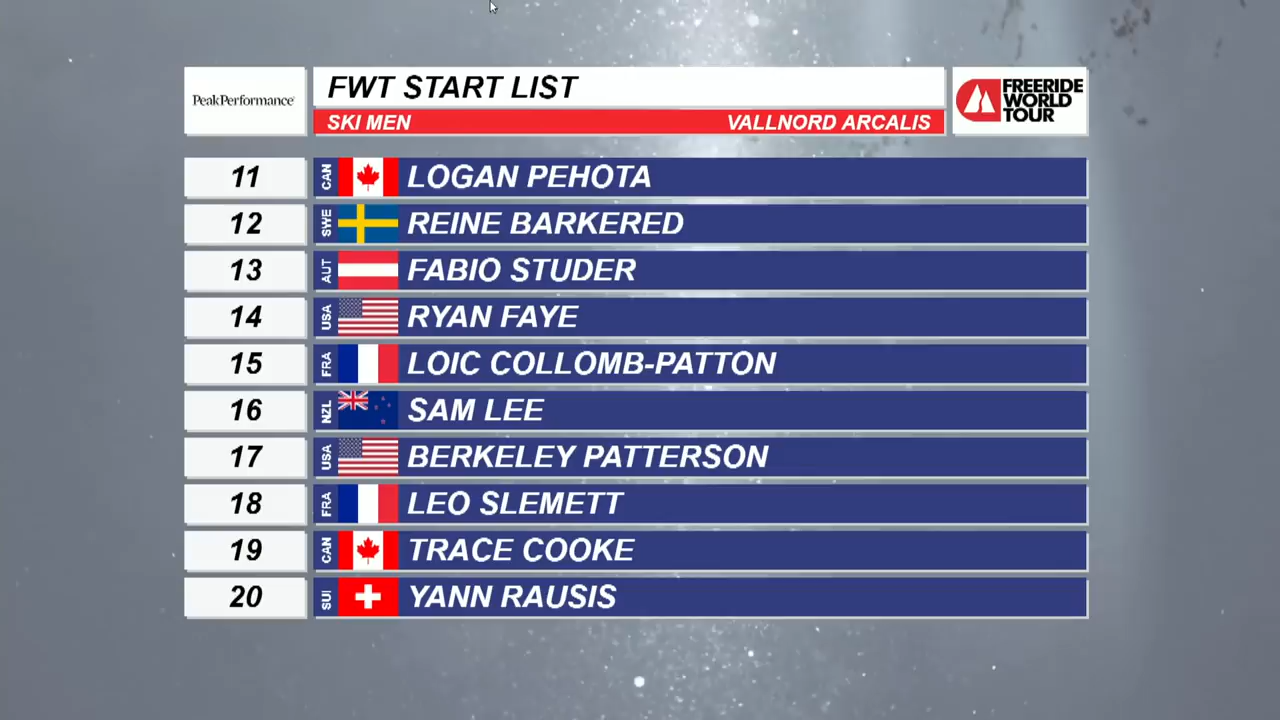 PeakPerformance
FWT START LIST
SKI MEN
VALLNORD ARCALIS
FREERIDE
WORLD
TOUR
11 CAN LOGAN PEHOTA
12 SWE REINE BARKERED
13 AUT FABIO STUDER
14 USA RYAN FAYE
15 FRA LOIC COLLOMB-PATTON
16 NZL SAM LEE
17 USA BERKELEY PATTERSON
18 FRA LEO SLEMETT
19 CAN TRACE COOKE
20 SUI YANN RAUSIS